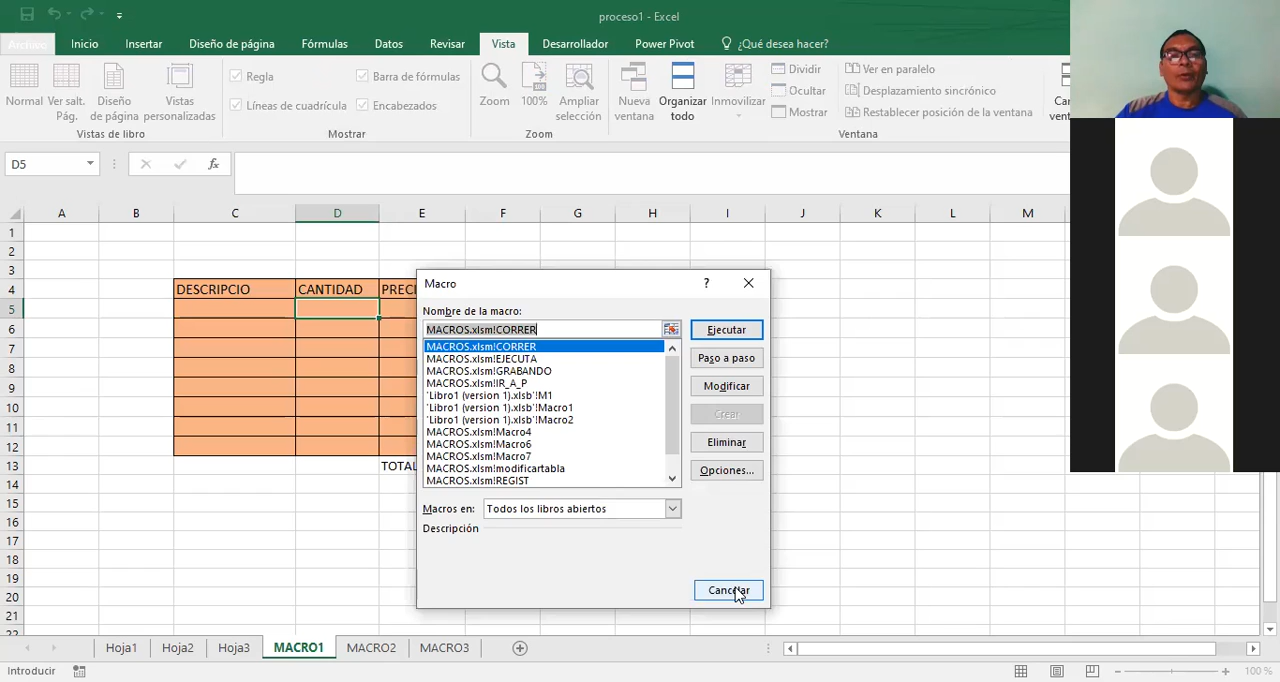 proceso1 - Excel
Archivo Inicio Insertar Diseño de página Fórmulas Datos Revisar Vista Desarrollador Power Pivot ¿Qué desea hacer?
Normal Ver salt. Pág. Diseño de página Vistas personalizadas
Vistas de libro
Regla Barra de fórmulas
Líneas de cuadrícula Encabezados
Mostrar
Zoom 100% Ampliar selección
Zoom
Nueva ventana Organizar todo Inmovilizar
Dividir
Ocultar
Mostrar
Ver en paralelo
Desplazamiento sincrónico
Restablecer posición de la ventana
Ventana
D5 fx
A B C D E F G H I J K L M
1
2
3
4 DESCRIPCIO CANTIDAD
5
6
7
8
9
10
11
12
13 TOTAL
14
15
16
17
18
19
20
21
22
Macro ?
Nombre de la macro:
MACROS.xlsm!CORRER
MACROS.xlsm!CORRER
MACROS.xlsm!EJECUTA
MACROS.xlsm!GRABANDO
MACROS.xlsm!IR_A_P
'Libro1 (version 1).xlsb'!M1
'Libro1 (version 1).xlsb'!Macro1
'Libro1 (version 1).xlsb'!Macro2
MACROS.xlsm!Macro4
MACROS.xlsm!Macro6
MACROS.xlsm!Macro7
MACROS.xlsm!modificartabla
MACROS.xlsm!REGIST
Ejecutar
Paso a paso
Modificar
Crear
Eliminar
Opciones...
Macros en: Todos los libros abiertos
Descripción
Cancelar
Hoja1 Hoja2 Hoja3 MACRO1 MACRO2 MACRO3
Introducir 100 %